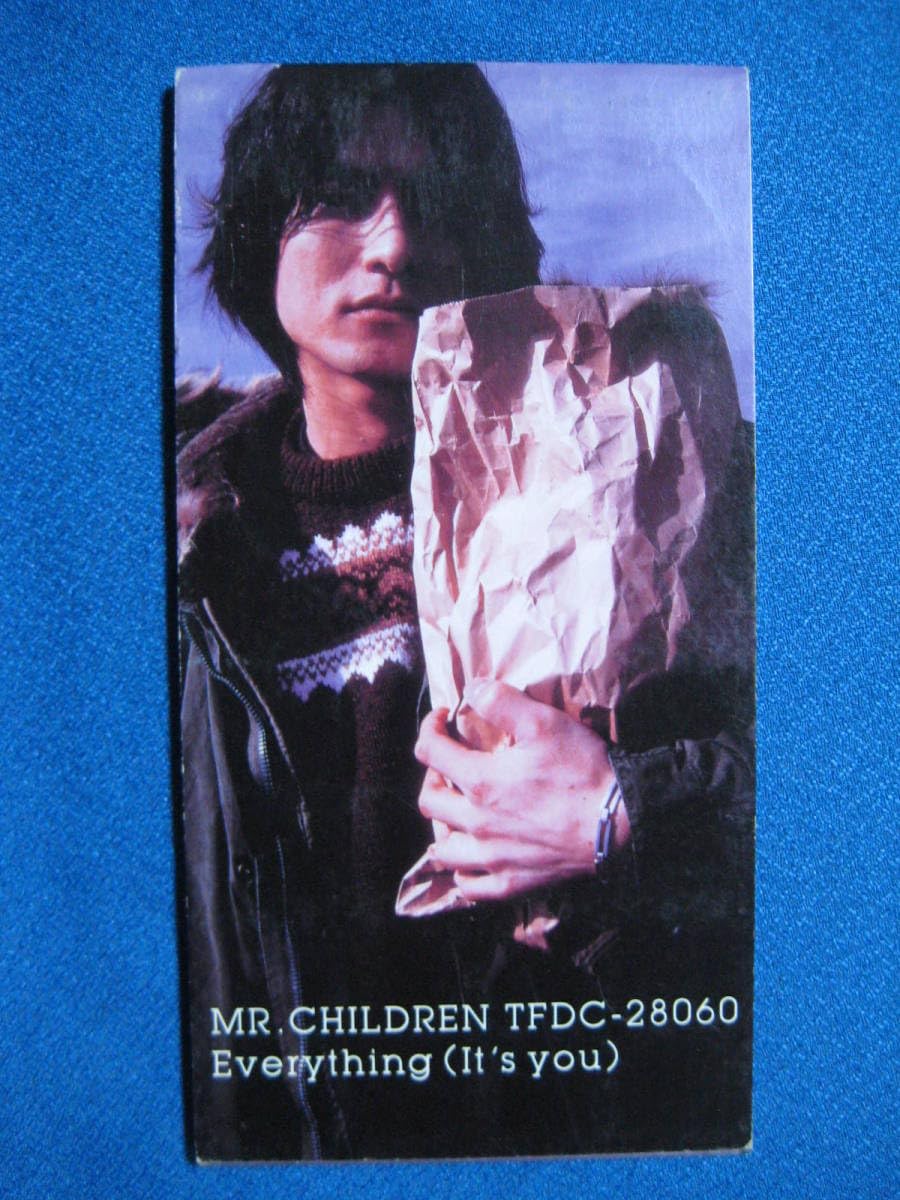 MR.CHILDREN TFDC-28060
Everything (It's you)